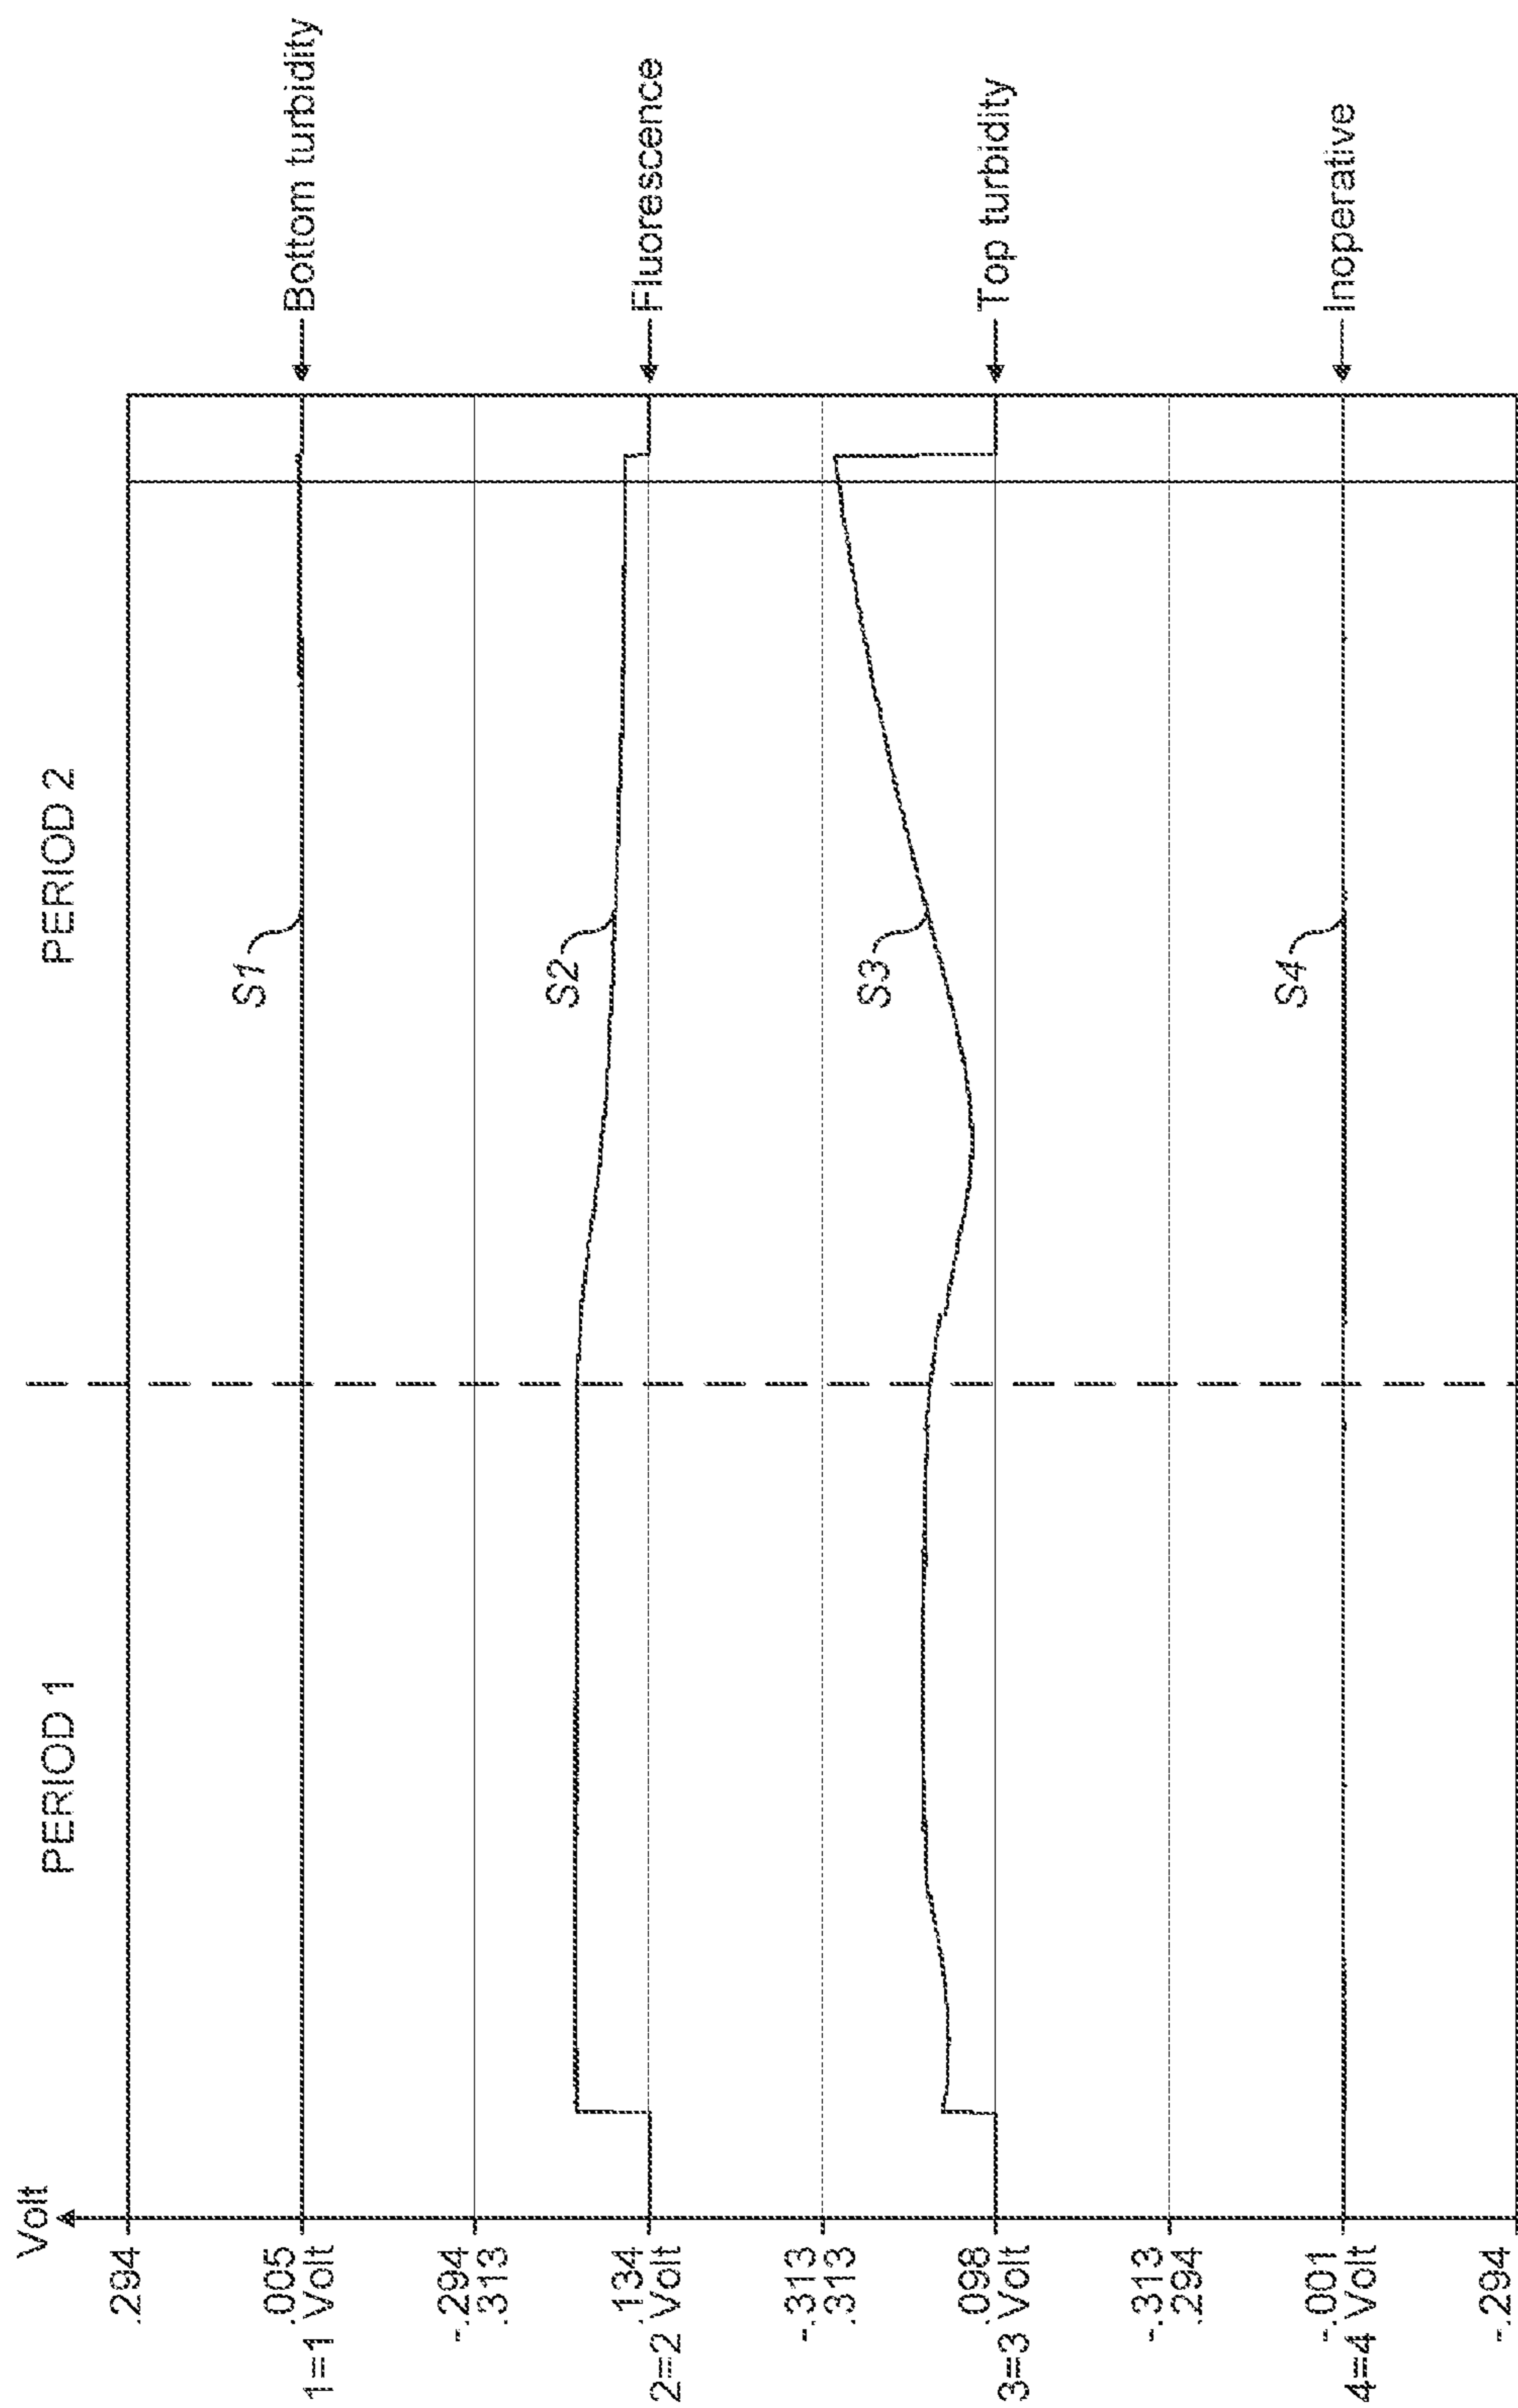 PERIOD 1
PERIOD 2
Volt
.294
.005
1=1 Volt
-.294
.313
.134
2=2 Volt
-.313
.313
.098
3=3 Volt
-.313
.294
-.001
4=4 Volt
-.294
S1
S2
S3
S4
Bottom turbidity
Fluorescence
Top turbidity
Inoperative